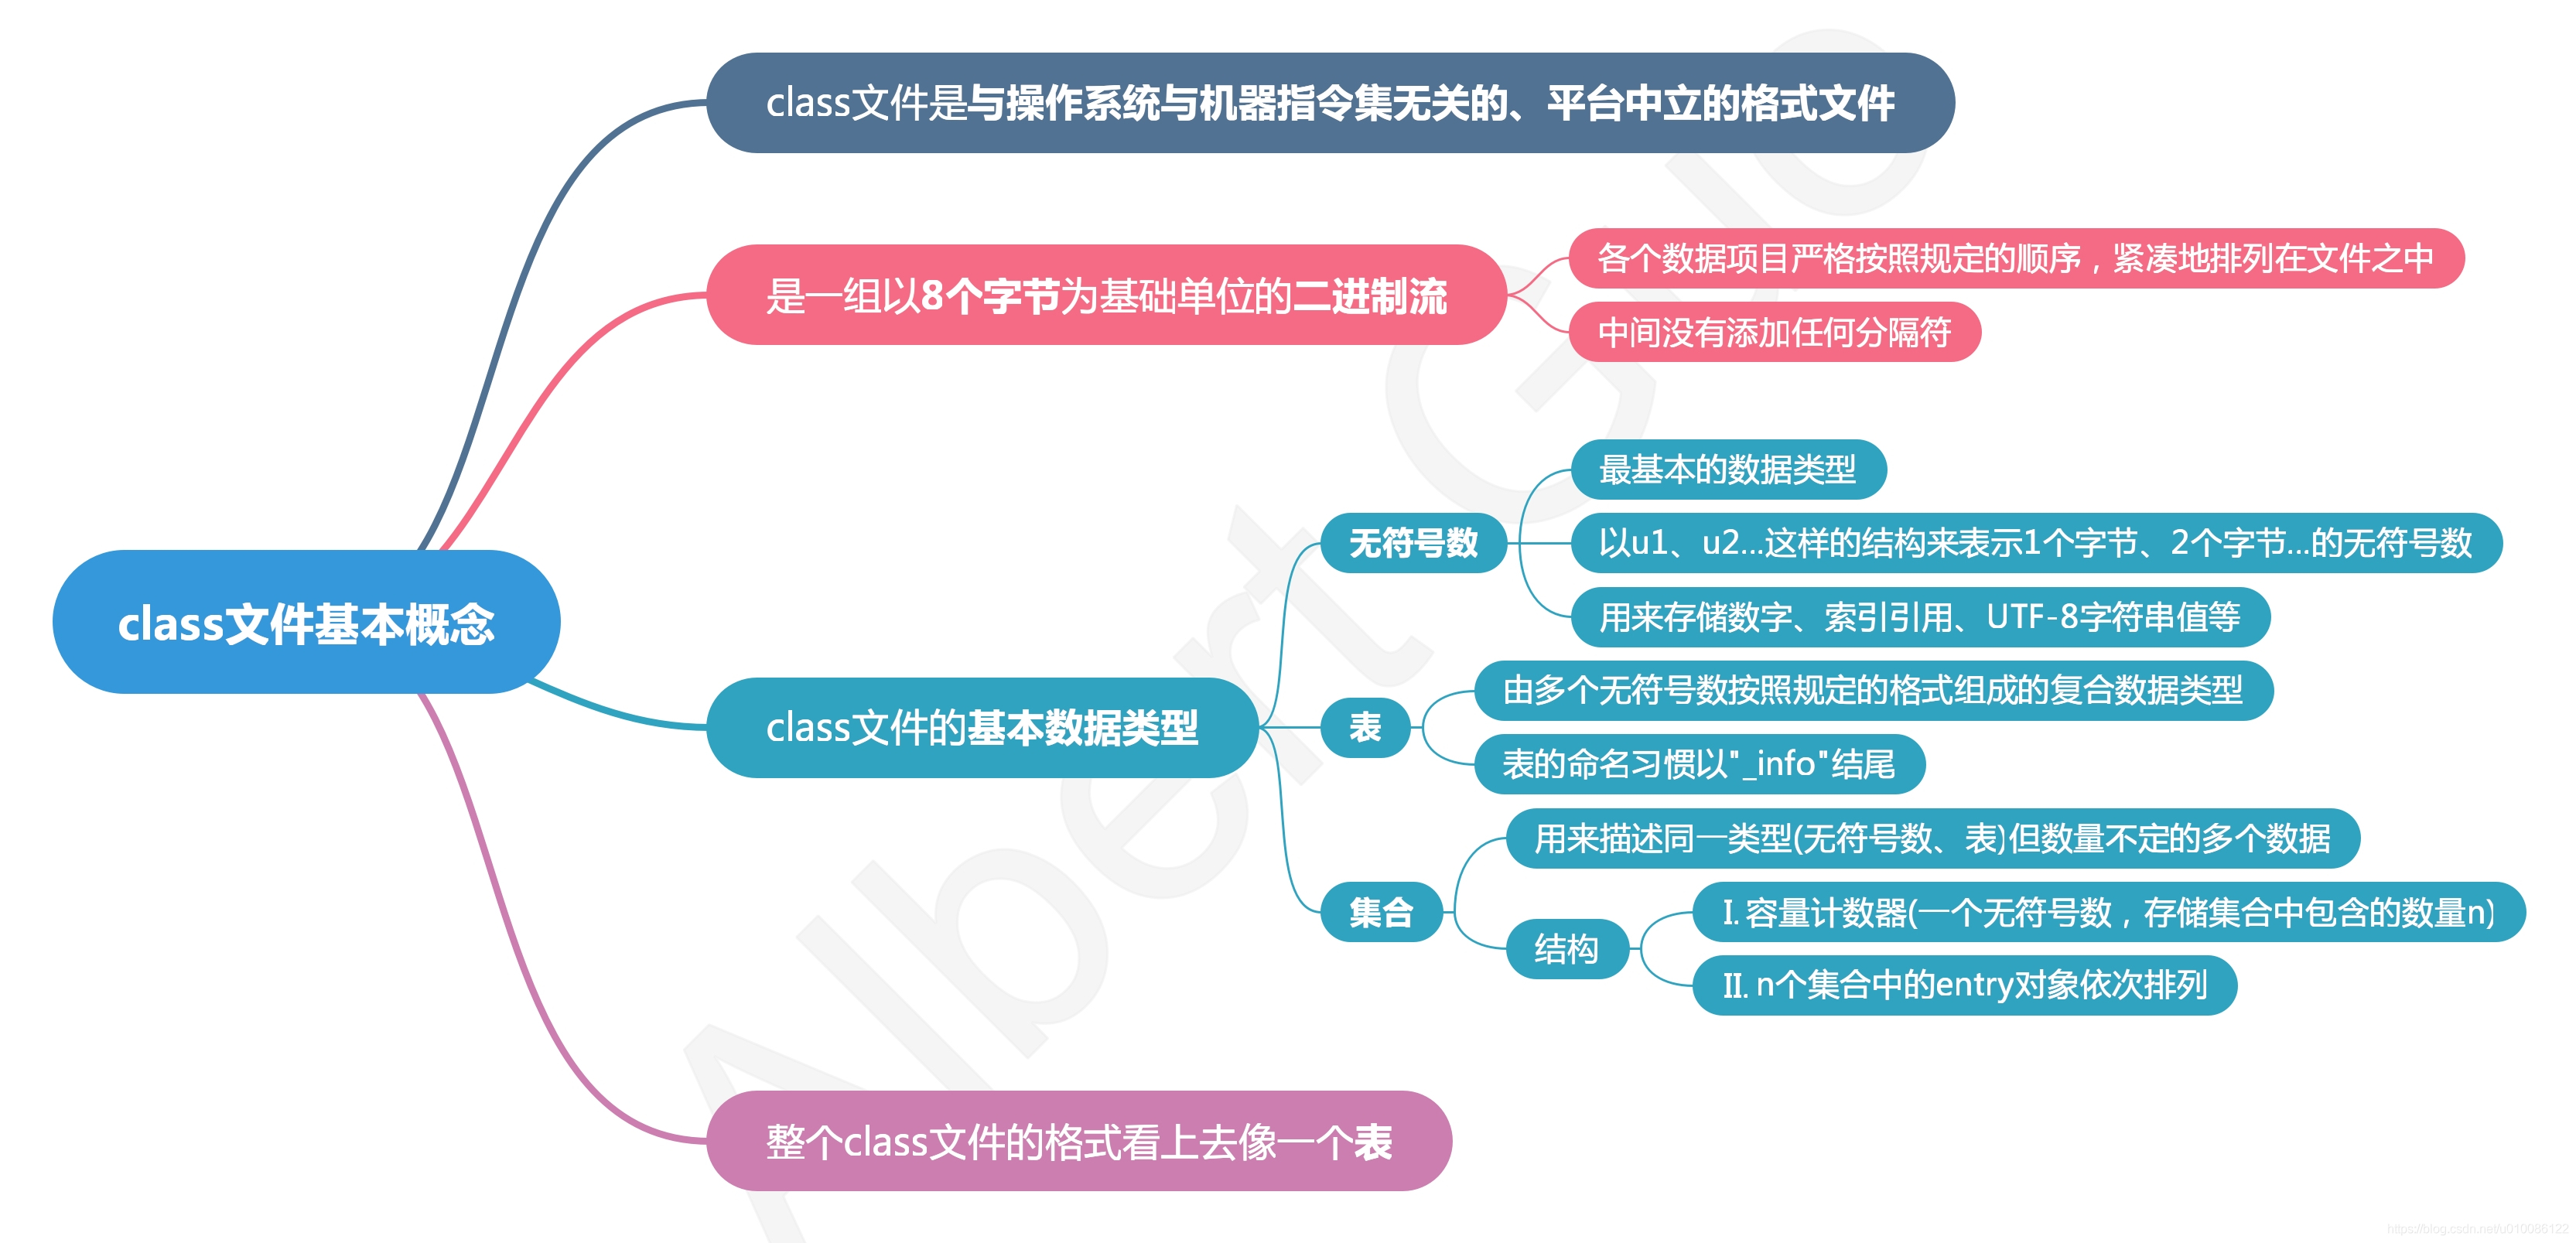 class文件是与操作系统与机器指令集无关的、平台中立的格式文件
是一组以8个字节为基础单位的二进制流
各个数据项目严格按照规定的顺序，紧凑地排列在文件之中
中间没有添加任何分隔符
class文件基本概念
class文件的基本数据类型
无符号数
最基本的数据类型
以u1、u2...这样的结构来表示1个字节、2个字节...的无符号数
用来存储数字、索引引用、UTF-8字符串值等
表
由多个无符号数按照规定的格式组成的复合数据类型
表的命名习惯以"_info"结尾
集合
用来描述同一类型(无符号数、表)但数量不定的多个数据
结构
I. 容量计数器(一个无符号数，存储集合中包含的数量n)
II. n个集合中的entry对象依次排列
整个class文件的格式看上去像一个表
Albert Guo
https://blog.csdn.net/u010086122